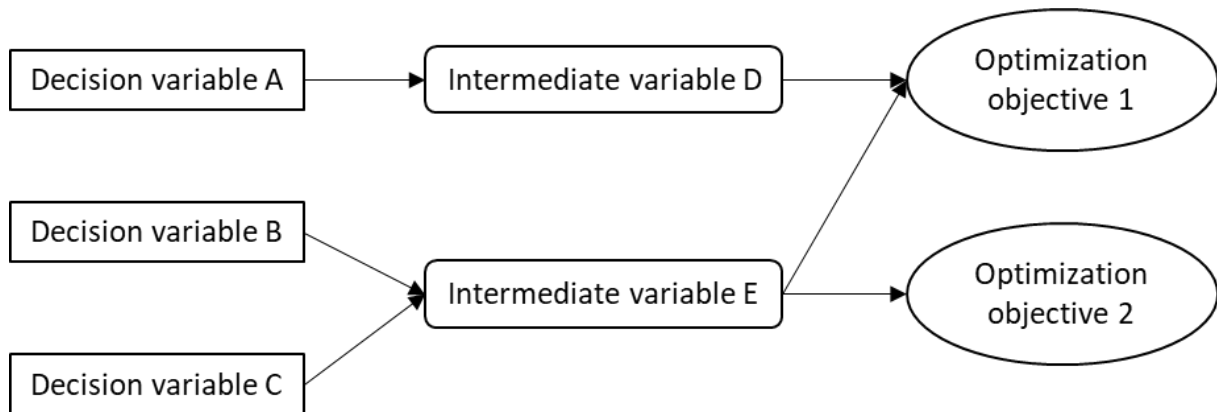 Decision variable A
Intermediate variable D
Optimization
objective 1
Decision variable B
Intermediate variable E
Optimization
objective 2
Decision variable C